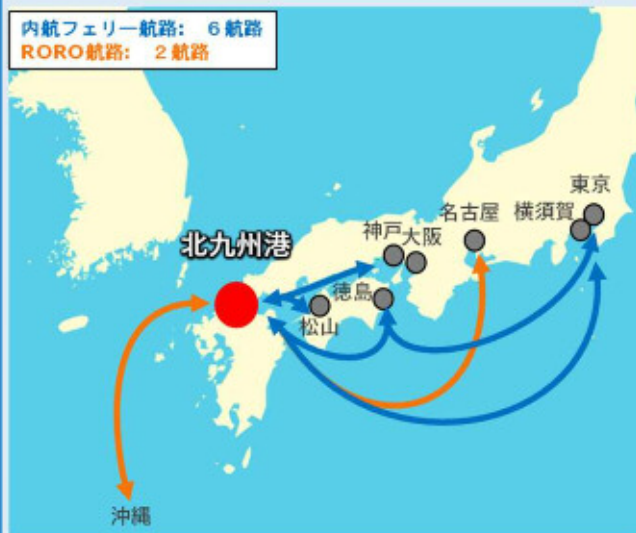 内航フェリー航路:　6航路
RORO航路:　2航路
東京
横須賀
名古屋
神戸
大阪
北九州港
徳島
松山
沖縄